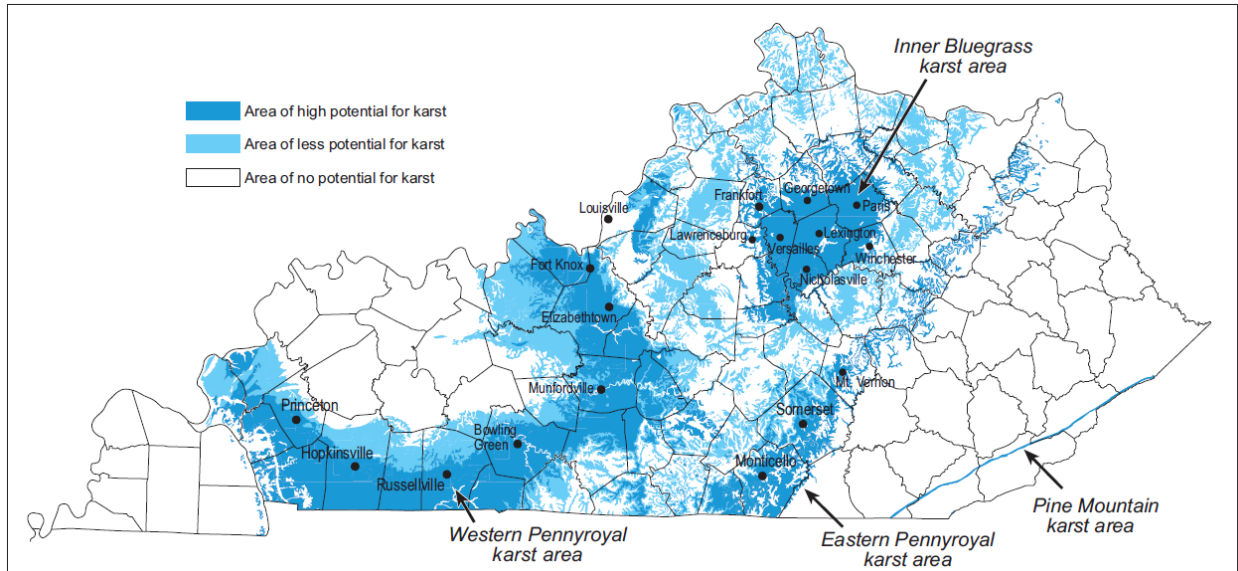 Inner Bluegrass
karst area
Area of high potential for karst
Area of less potential for karst
Area of no potential for karst
Louisville
Frankfort
Georgetown
Paris
Lawrenceburg
Versailles
Lexington
Winchester
Nicholasville
Fort Knox
Elizabethtown
Munfordville
Mt. Vernon
Princeton
Somerset
Bowling
Green
Hopkinsville
Monticello
Russellville
Western Pennyroyal
karst area
Eastern Pennyroyal
karst area
Pine Mountain
karst area